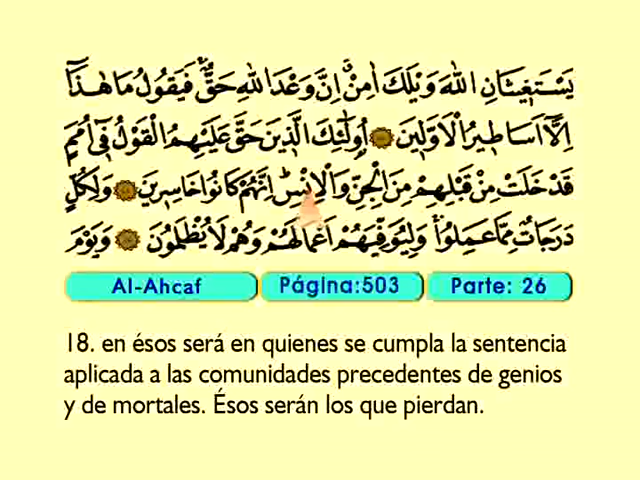 يَسْتَغِيثَانِ اللَّهَ وَيْلَكَ آمِنْ إِنَّ وَعْدَ اللَّهِ حَقٌّ فَيَقُولُ مَا هَٰذَا
إِلَّا أَسَاطِيرُ الْأَوَّلِينَ أُولَٰئِكَ الَّذِينَ حَقَّ عَلَيْهِمُ الْقَوْلُ فِي أُمَمٍ
قَدْ خَلَتْ مِنْ قَبْلِهِمْ مِنَ الْجِنِّ وَالْإِنْسِ إِنَّهُمْ كَانُوا خَاسِرِينَ وَلِكُلٍّ
دَرَجَاتٌ مِمَّا عَمِلُوا وَلِيُوَفِّيَهُمْ أَعْمَالَهُمْ وَهُمْ لَا يُظْلَمُونَ وَيَوْمَ
Al-Ahcaf Página:503 Parte: 26
18. en ésos será en quienes se cumpla la sentencia
aplicada a las comunidades precedentes de genios
y de mortales. Ésos serán los que pierdan.